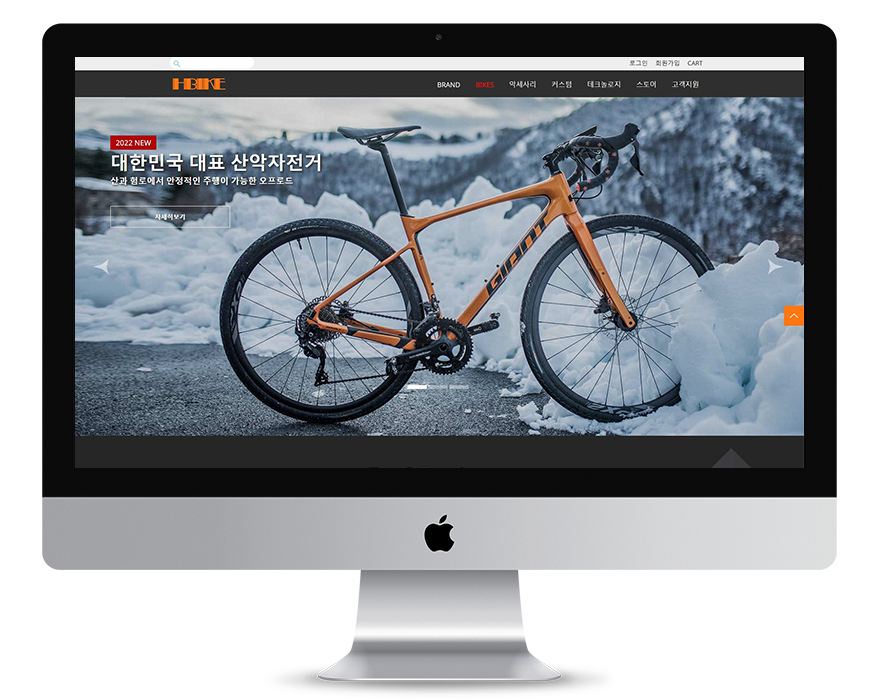 로그인 회원가입 CART
HBIKE
BRAND BIKES 악세사리 커스텀 테크놀로지 스토어 고객지원
2022 NEW
대한민국 대표 산악자전거
산과 험로에서 안정적인 주행이 가능한 오프로드
자세히보기
GIANT